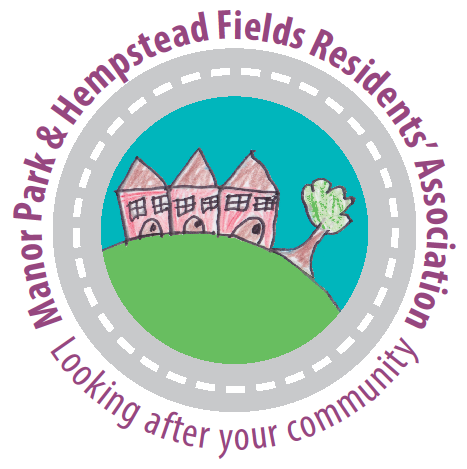 Manor Park & Hempstead Fields Residents’ Association
Looking after your community